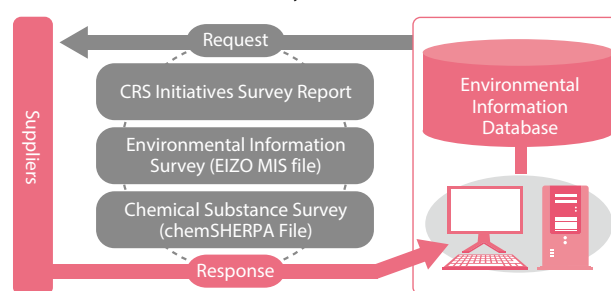 Request
CRS Initiatives Survey Report
Environmental Information
Survey (EIZO MIS file)
Chemical Substance Survey
(chemSHERPA File)
Response
Suppliers
Environmental
Information
Database